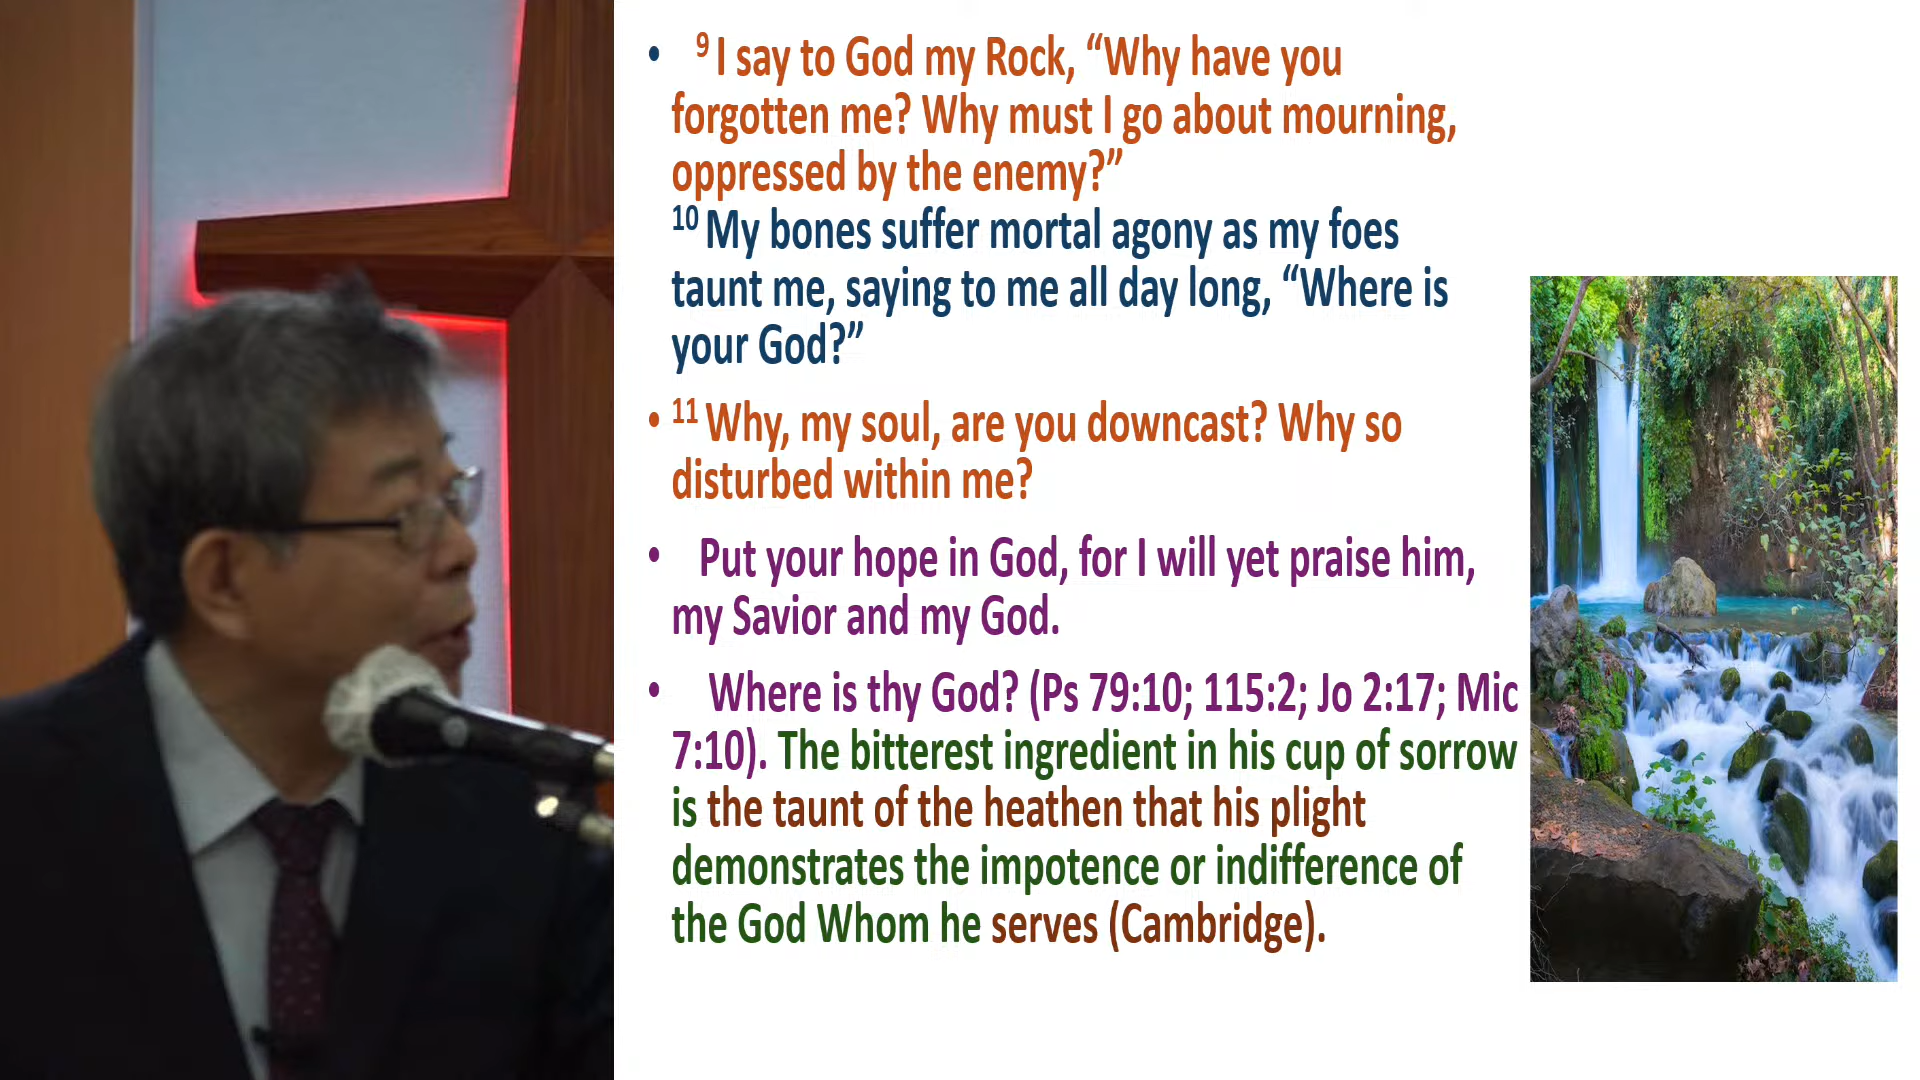 • ⁹ I say to God my Rock, “Why have you
forgotten me? Why must I go about mourning,
oppressed by the enemy?”
¹⁰ My bones suffer mortal agony as my foes
taunt me, saying to me all day long, “Where is
your God?”
• ¹¹ Why, my soul, are you downcast? Why so
disturbed within me?
• Put your hope in God, for I will yet praise him,
my Savior and my God.
• Where is thy God? (Ps 79:10; 115:2; Jo 2:17; Mic
7:10). The bitterest ingredient in his cup of sorrow
is the taunt of the heathen that his plight
demonstrates the impotence or indifference of
the God Whom he serves (Cambridge).